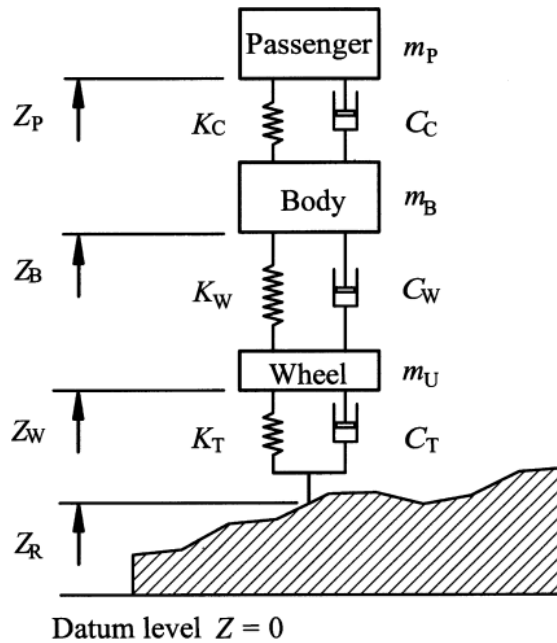 Passenger
m_P
Z_P
K_C
C_C
Body
m_B
Z_B
K_W
C_W
Wheel
m_U
Z_W
K_T
C_T
Z_R
Datum level Z = 0